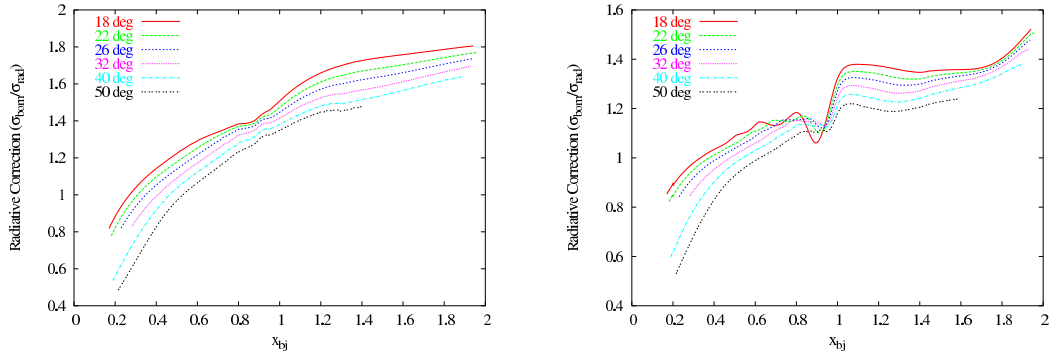 Radiative Correction (σborn/σrad)
2
1.8
1.6
1.4
1.2
1
0.8
0.6
0.4
18 deg
22 deg
26 deg
32 deg
40 deg
50 deg
0 0.2 0.4 0.6 0.8 1 1.2 1.4 1.6 1.8 2
xbj
Radiative Correction (σborn/σrad)
1.6
1.4
1.2
1
0.8
0.6
0.4
18 deg
22 deg
26 deg
32 deg
40 deg
50 deg
0 0.2 0.4 0.6 0.8 1 1.2 1.4 1.6 1.8 2
xbj